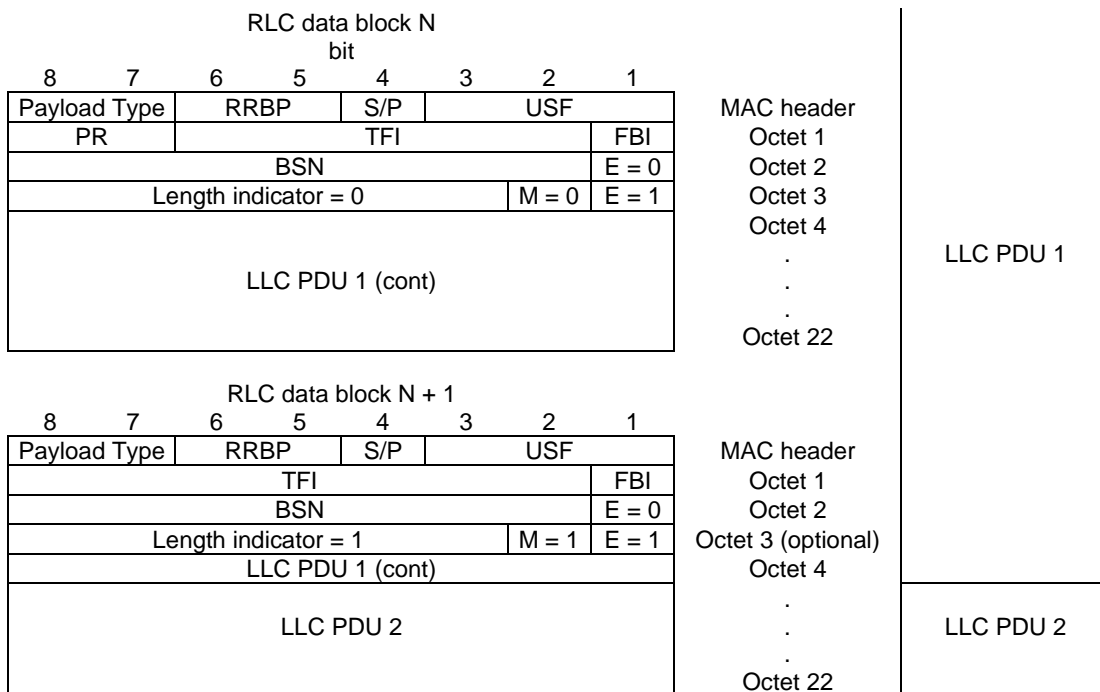 RLC data block N
bit
8 7 6 5 4 3 2 1
Payload Type RRBP S/P USF MAC header
PR TFI FBI Octet 1
BSN E = 0 Octet 2
Length indicator = 0 M = 0 E = 1 Octet 3
Octet 4
.
LLC PDU 1
LLC PDU 1 (cont) .
.
Octet 22
RLC data block N + 1
8 7 6 5 4 3 2 1
Payload Type RRBP S/P USF MAC header
TFI FBI Octet 1
BSN E = 0 Octet 2
Length indicator = 1 M = 1 E = 1 Octet 3 (optional)
LLC PDU 1 (cont) Octet 4
.
LLC PDU 2 . LLC PDU 2
.
Octet 22